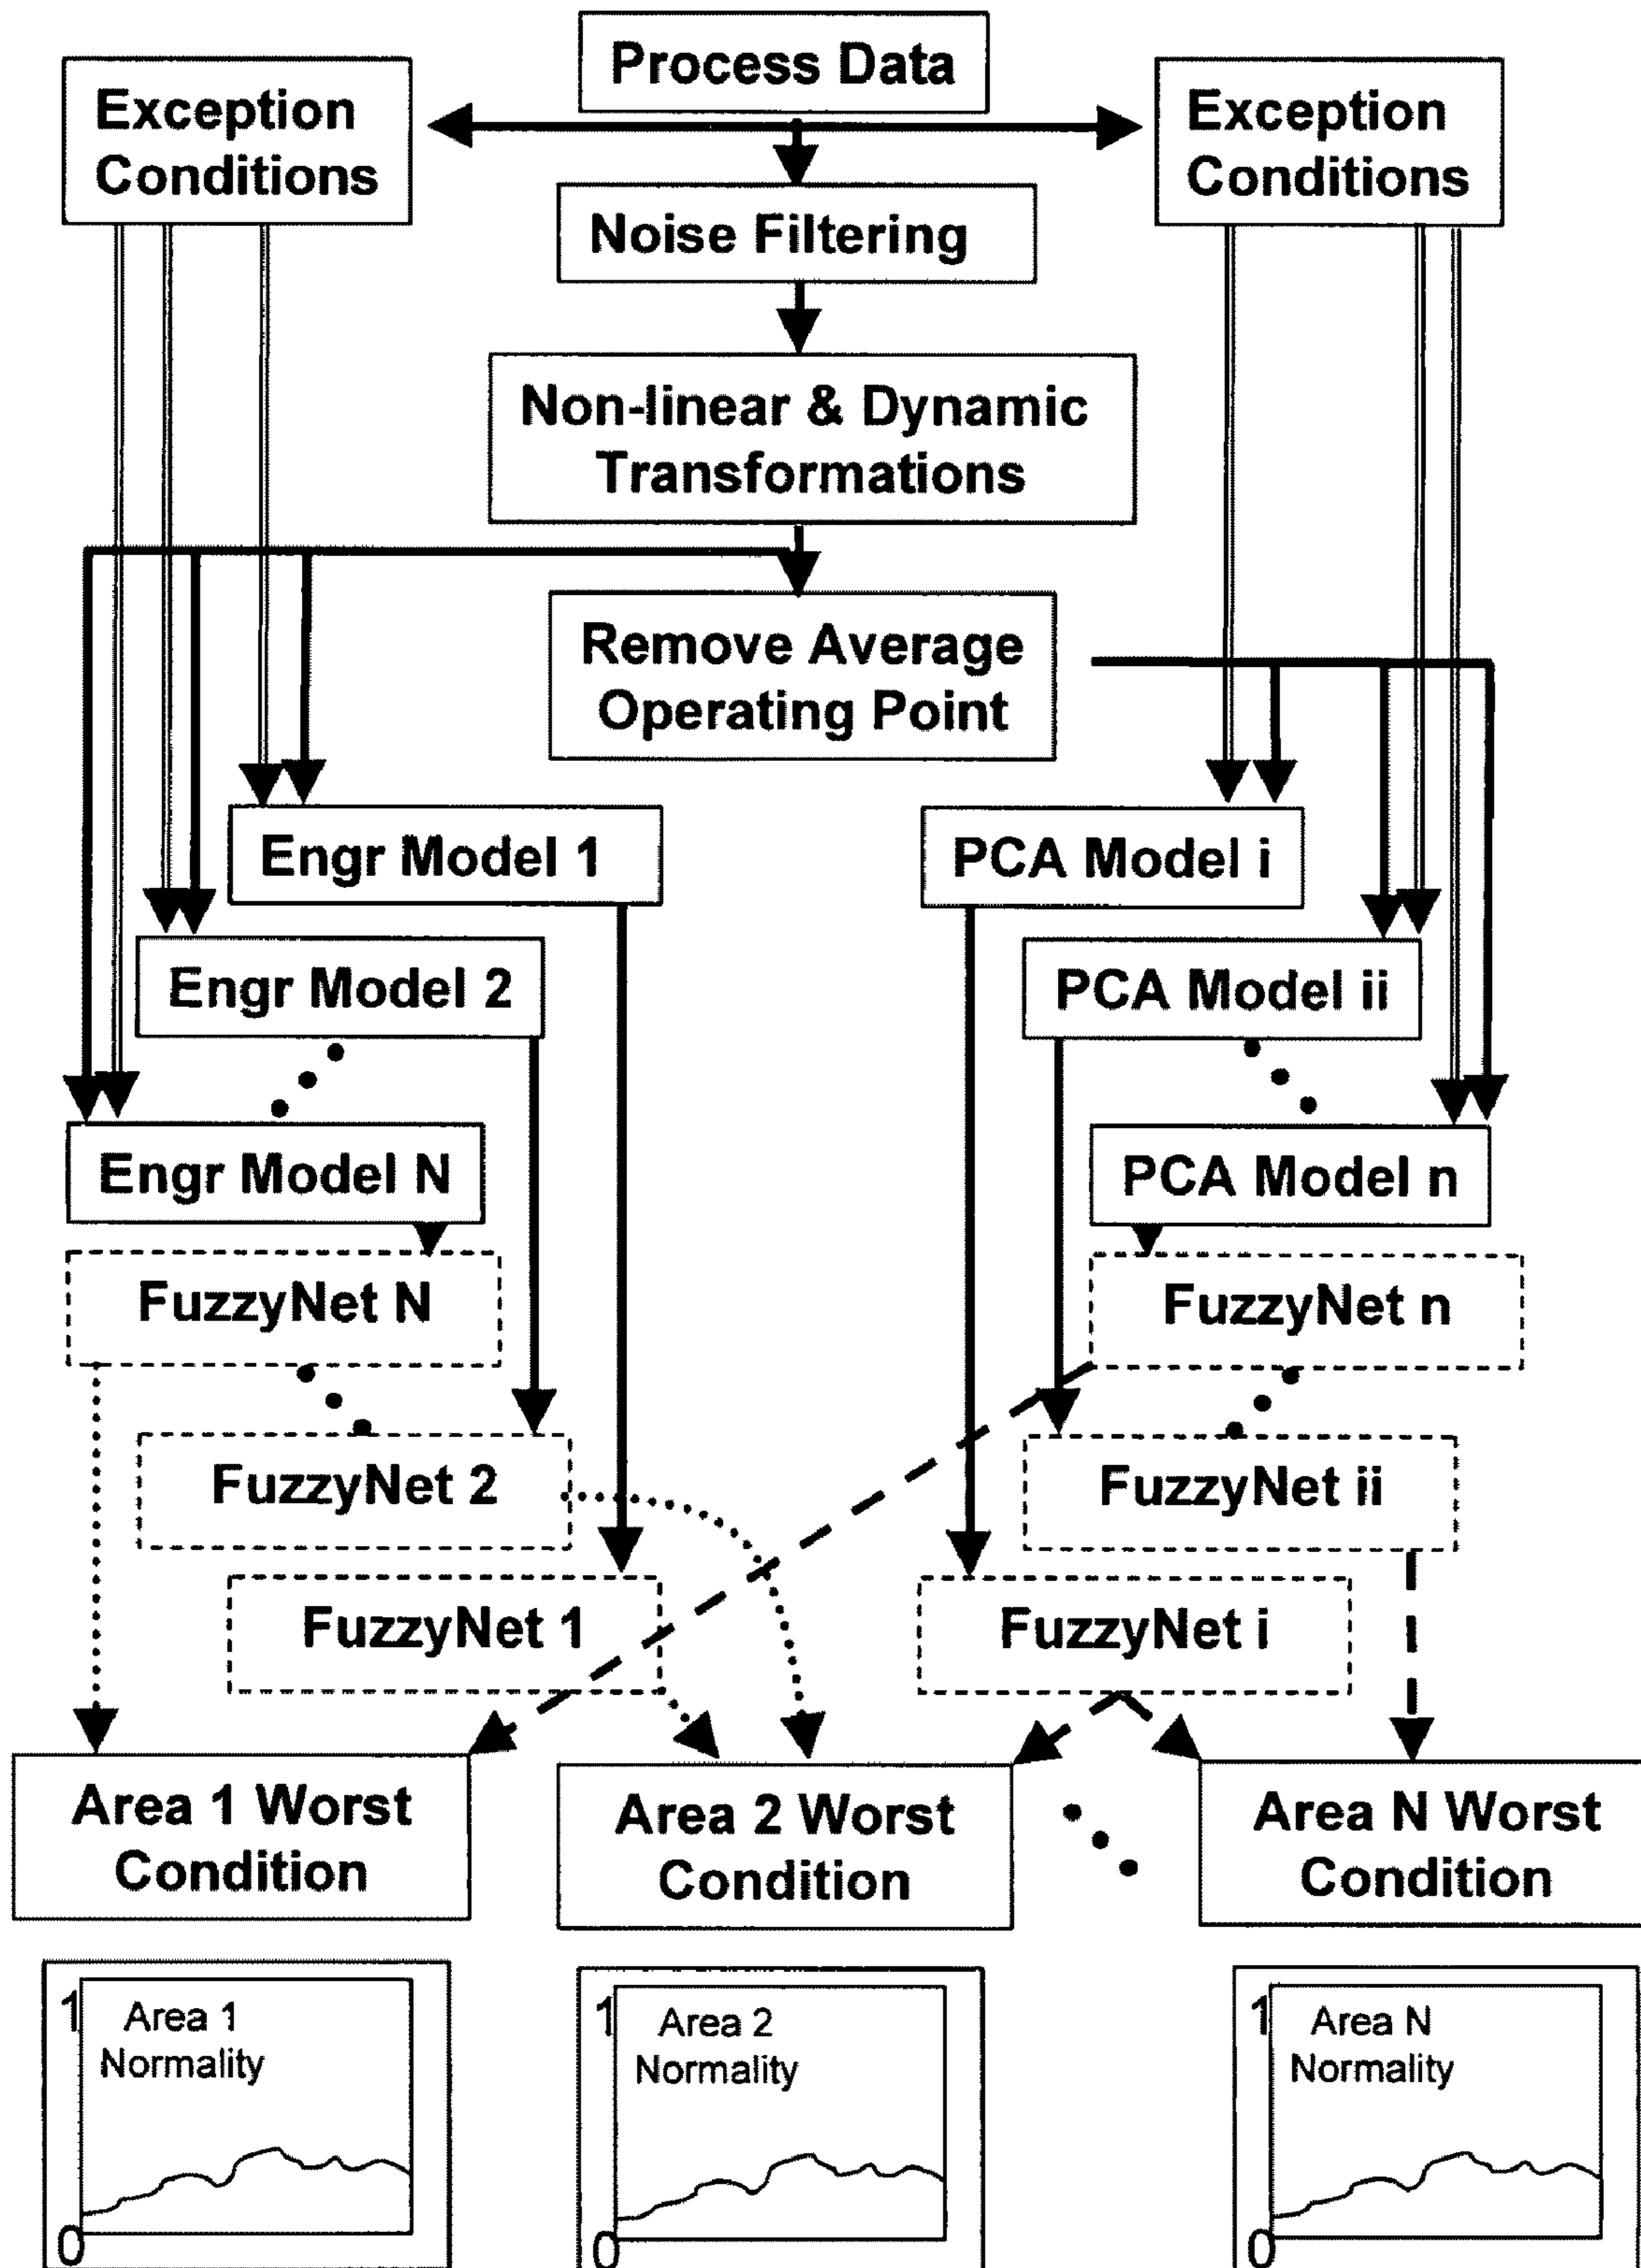 Process Data
Exception
Conditions
Exception
Conditions
Noise Filtering
Non-linear & Dynamic
Transformations
Remove Average
Operating Point
Engr Model 1
PCA Model i
Engr Model 2
PCA Model ii
Engr Model N
PCA Model n
FuzzyNet N
FuzzyNet n
FuzzyNet 2
FuzzyNet ii
FuzzyNet 1
FuzzyNet i
Area 1 Worst
Condition
Area 2 Worst
Condition
Area N Worst
Condition
1
Area 1
Normality
0
1
Area 2
Normality
0
1
Area N
Normality
0